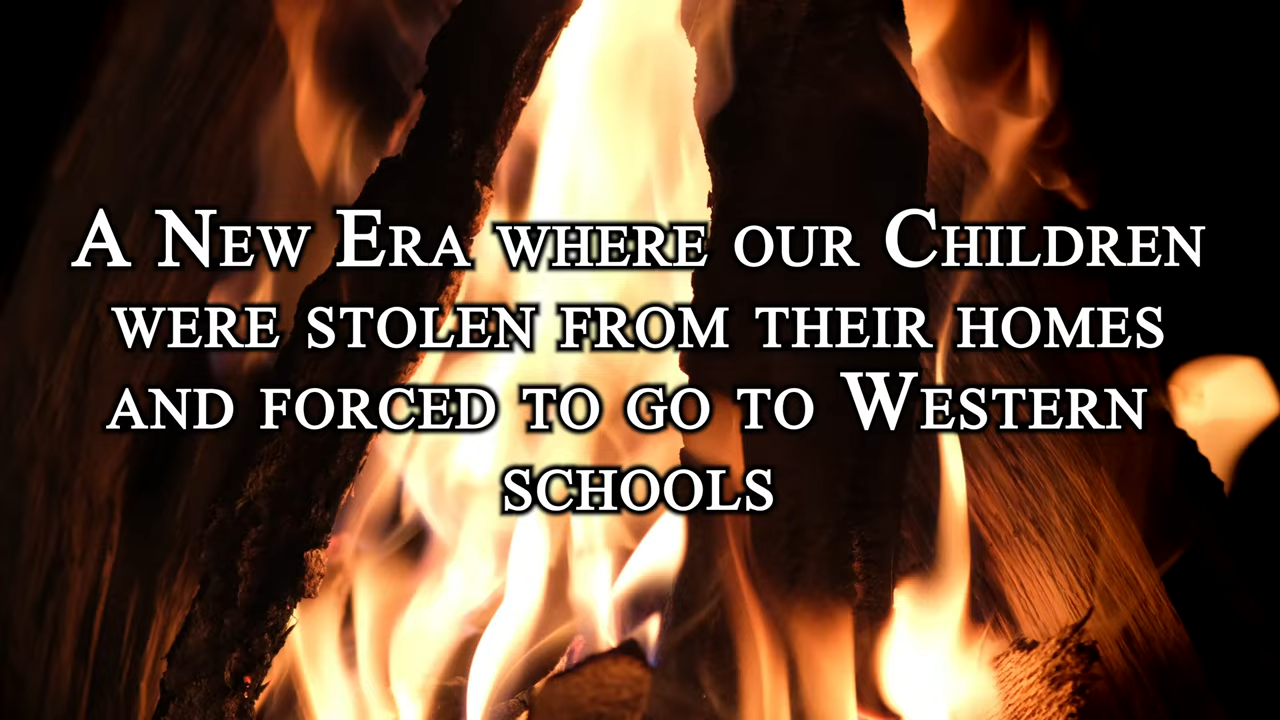 A New Era where our Children
were stolen from their homes
and forced to go to Western
schools